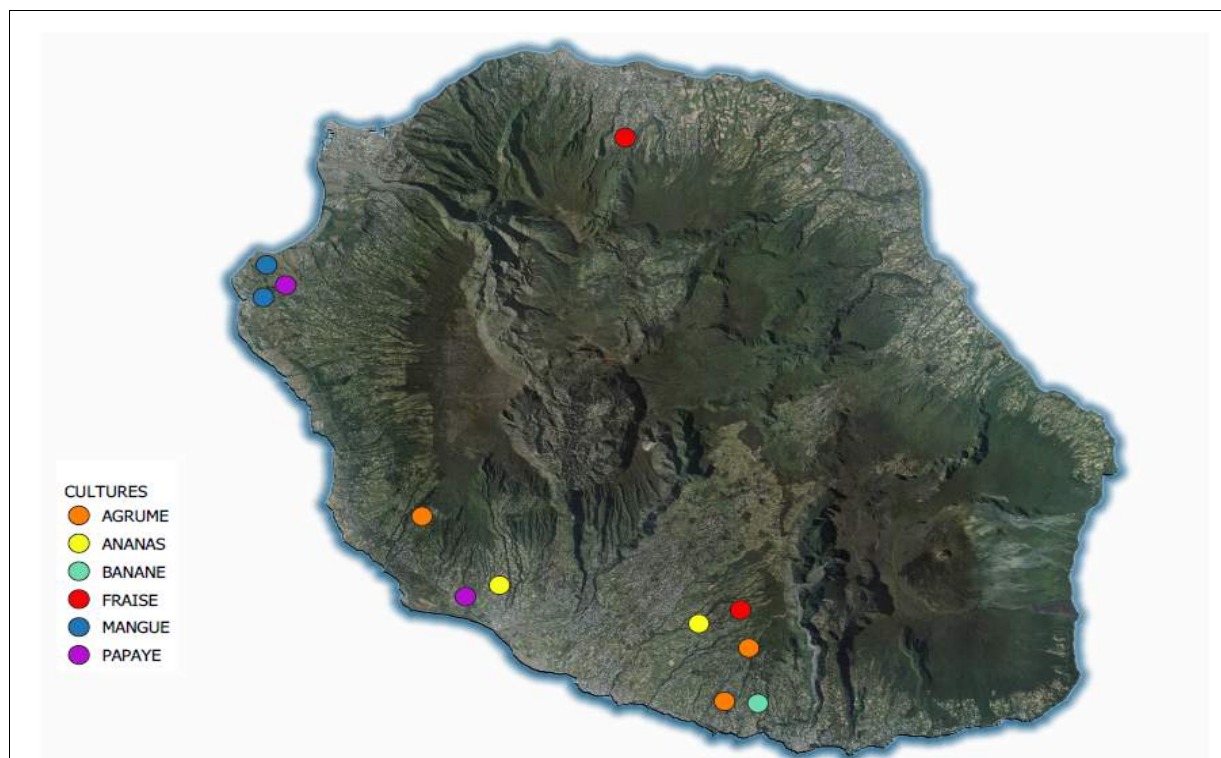 CULTURES
AGRUME
ANANAS
BANANE
FRAISE
MANGUE
PAPAYE